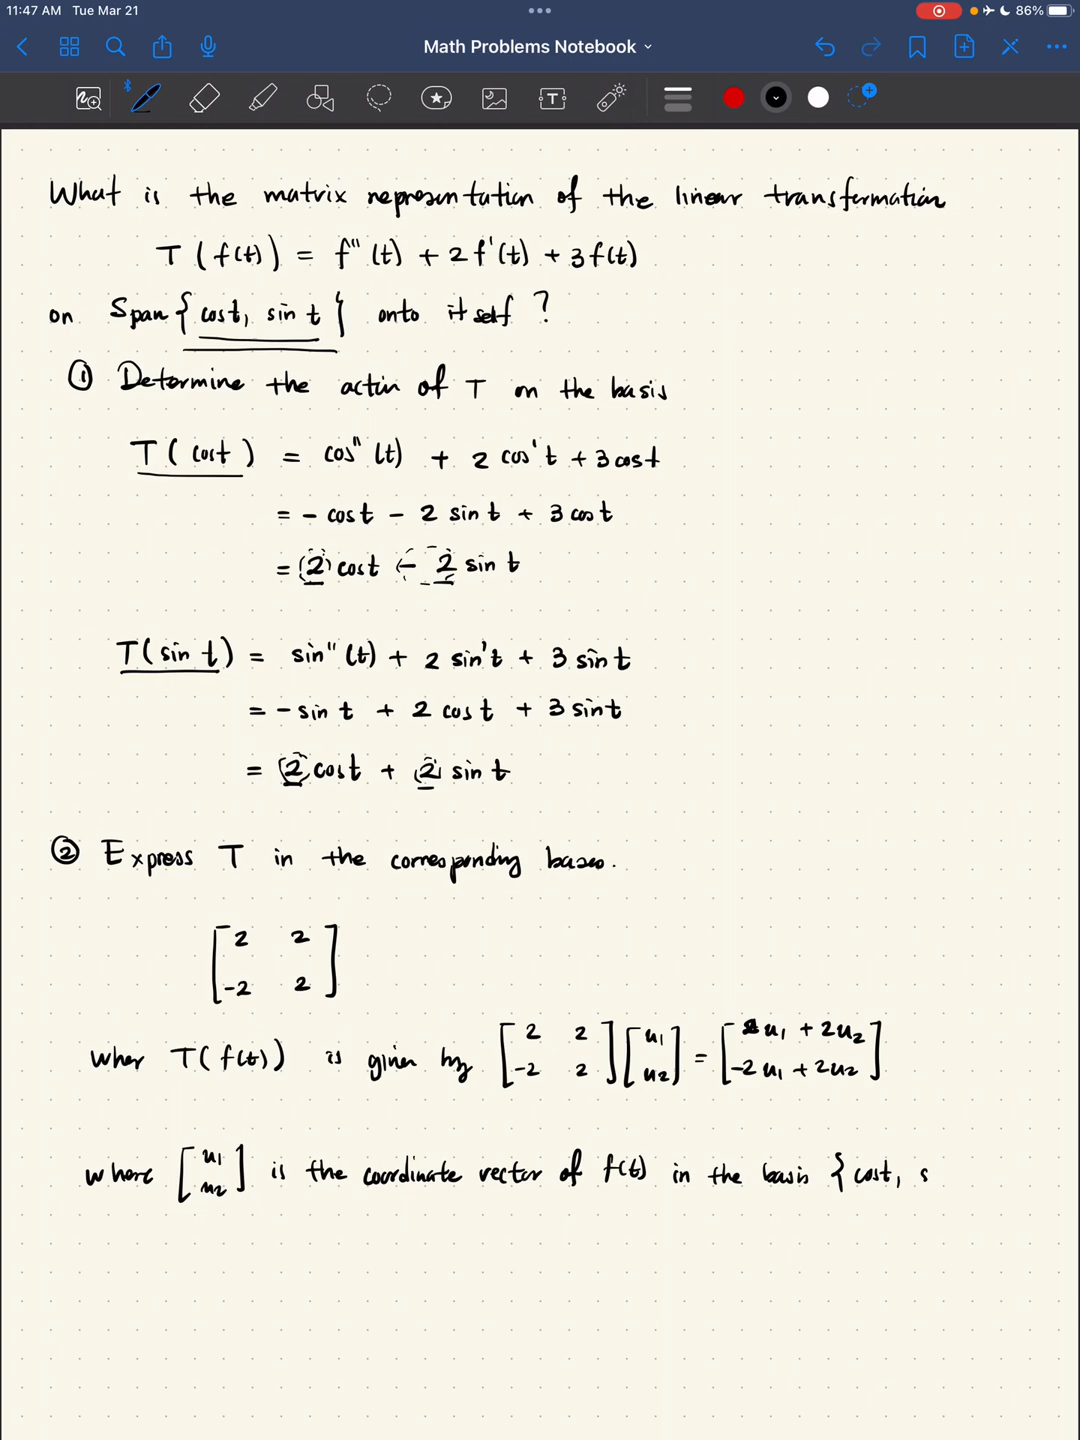 11:47 AM Tue Mar 21
86%
Math Problems Notebook
What is the matrix representation of the linear transformation
T(f(t)) = f''(t) + 2f'(t) + 3f(t)
on Span{cost, sin t} onto itself?
① Determine the actin of T on the basis
T(cost) = cos''(t) + 2 cos't + 3cost
= - cost - 2 sin t + 3 cost
= (2) cost - 2 sin t
T(sin t) = sin''(t) + 2 sin't + 3 sin t
= - sin t + 2 cost + 3 sint
= (2) cost + (2) sin t
② Express T in the corresponding bases.
[2 2
-2 2]
wher T(f(t)) is given by [2 2; -2 2][u1; u2] = [2u1 + 2u2; -2u1 + 2u2]
where [u1; u2] is the coordinate vector of f(t) in the basis {cost, s